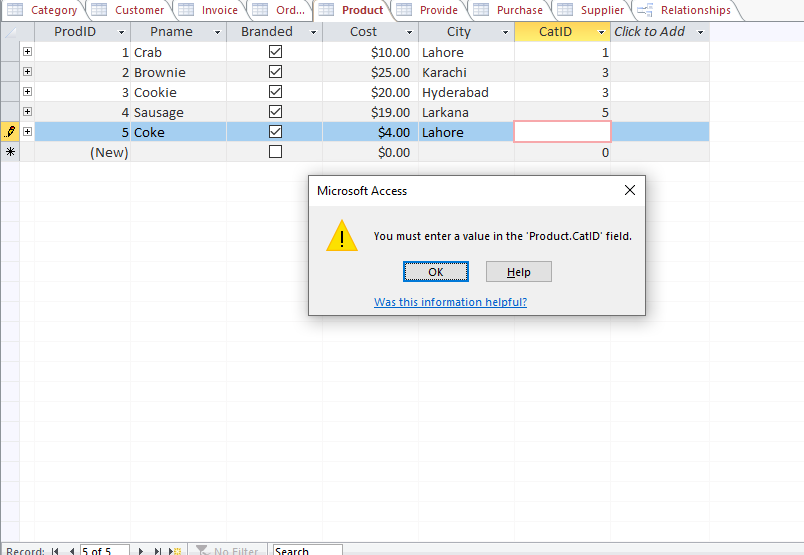 Category Customer Invoice Ord... Product Provide Purchase Supplier Relationships
ProdID Pname Branded Cost City CatID Click to Add
1 Crab $10.00 Lahore 1
2 Brownie $25.00 Karachi 3
3 Cookie $20.00 Hyderabad 3
4 Sausage $19.00 Larkana 5
5 Coke $4.00 Lahore
(New) $0.00 0
Microsoft Access
You must enter a value in the 'Product.CatID' field.
OK Help
Was this information helpful?
Record: 5 of 5 No Filter Search